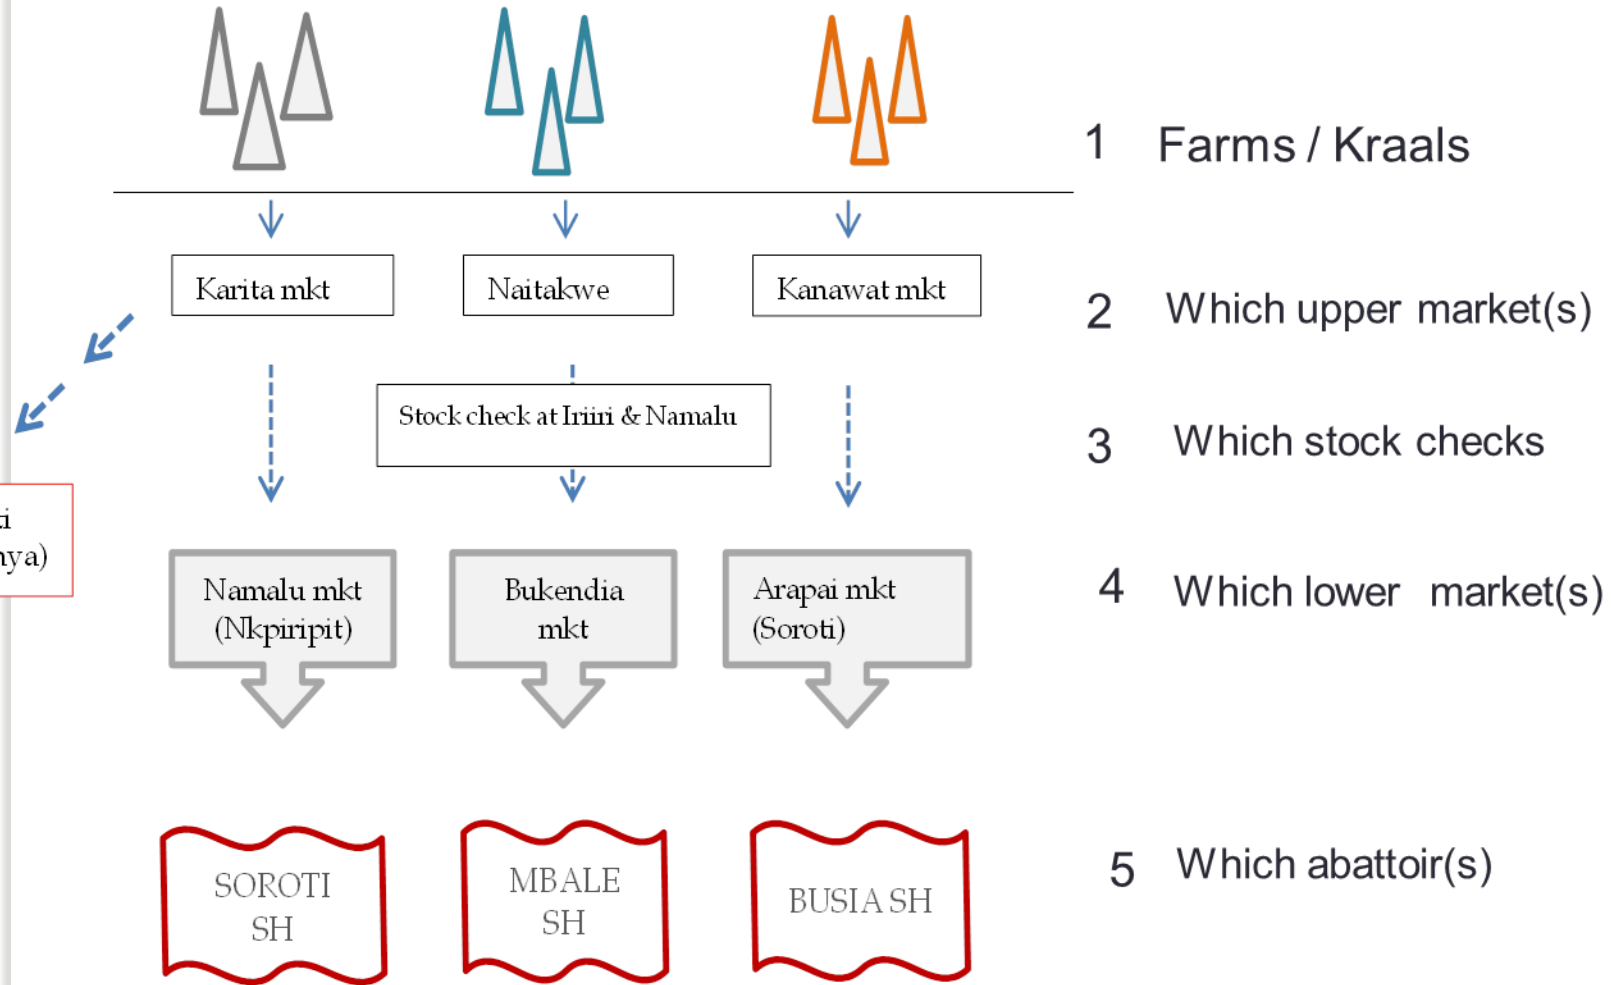 1 Farms / Kraals
Karita mkt
Naitakwe
Kanawat mkt
2 Which upper market(s)
Stock check at Iriiri & Namalu
3 Which stock checks
Namalu mkt
(Nkpiripit)
Bukendia
mkt
Arapai mkt
(Soroti)
4 Which lower market(s)
SOROTI
SH
MBALE
SH
BUSIA SH
5 Which abattoir(s)